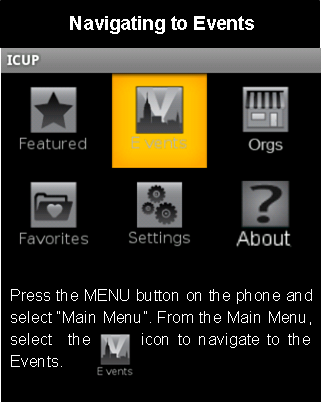 Navigating to Events
ICUP
Featured Events Orgs
Favorites Settings About
Press the MENU button on the phone and
select "Main Menu". From the Main Menu,
select the icon to navigate to the
Events.
Events